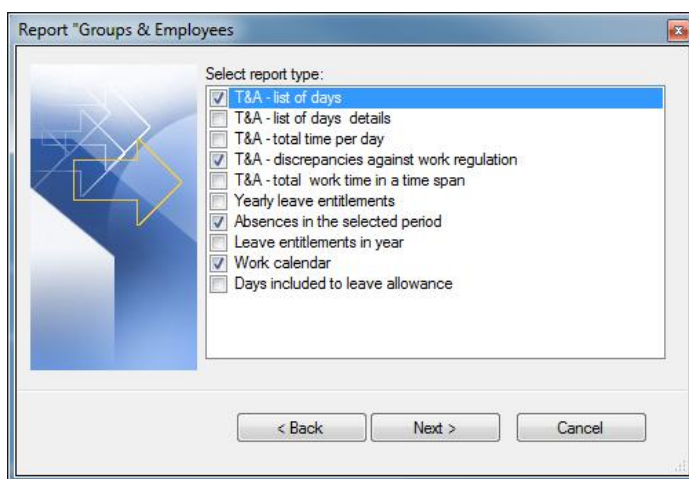 Report "Groups & Employees
Select report type:
T&A - list of days
T&A - list of days details
T&A - total time per day
T&A - discrepancies against work regulation
T&A - total work time in a time span
Yearly leave entitlements
Absences in the selected period
Leave entitlements in year
Work calendar
Days included to leave allowance
< Back Next > Cancel